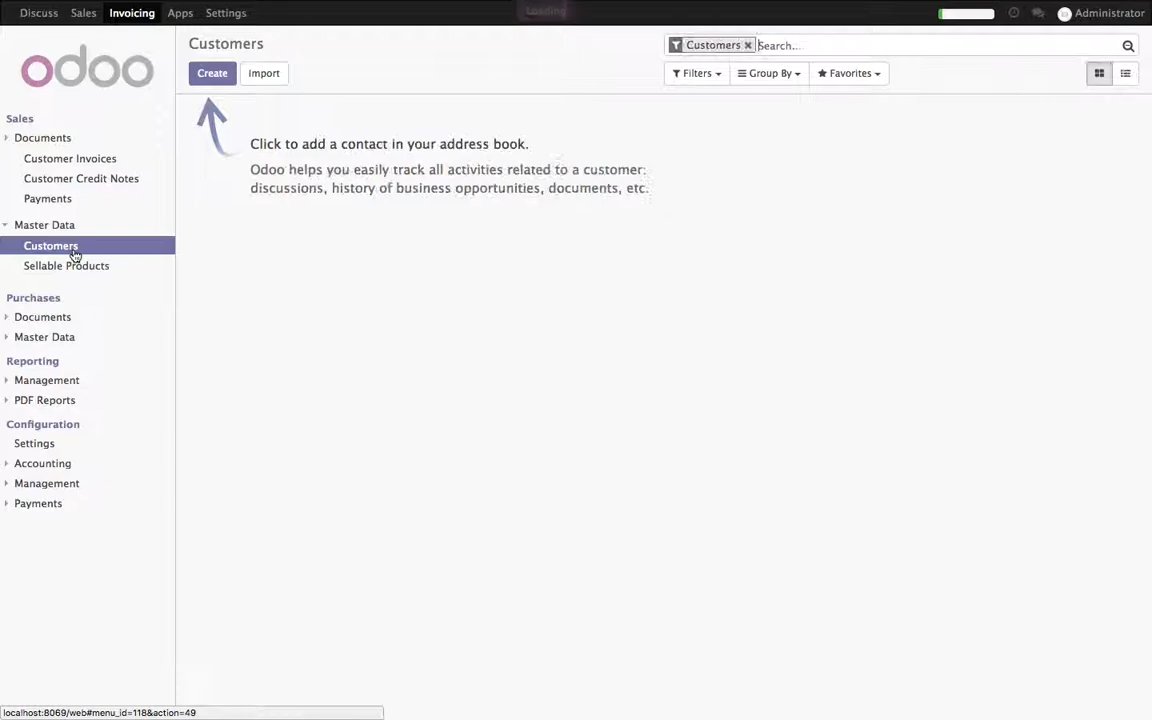 Discuss Sales Invoicing Apps Settings Loading Administrator
odoo
Customers
Customers Search...
Create Import
Filters Group By Favorites
Click to add a contact in your address book.
Odoo helps you easily track all activities related to a customer:
discussions, history of business opportunities, documents, etc.
Sales
Documents
Customer Invoices
Customer Credit Notes
Payments
Master Data
Customers
Sellable Products
Purchases
Documents
Master Data
Reporting
Management
PDF Reports
Configuration
Settings
Accounting
Management
Payments
localhost:8069/web#menu_id=118&action=49